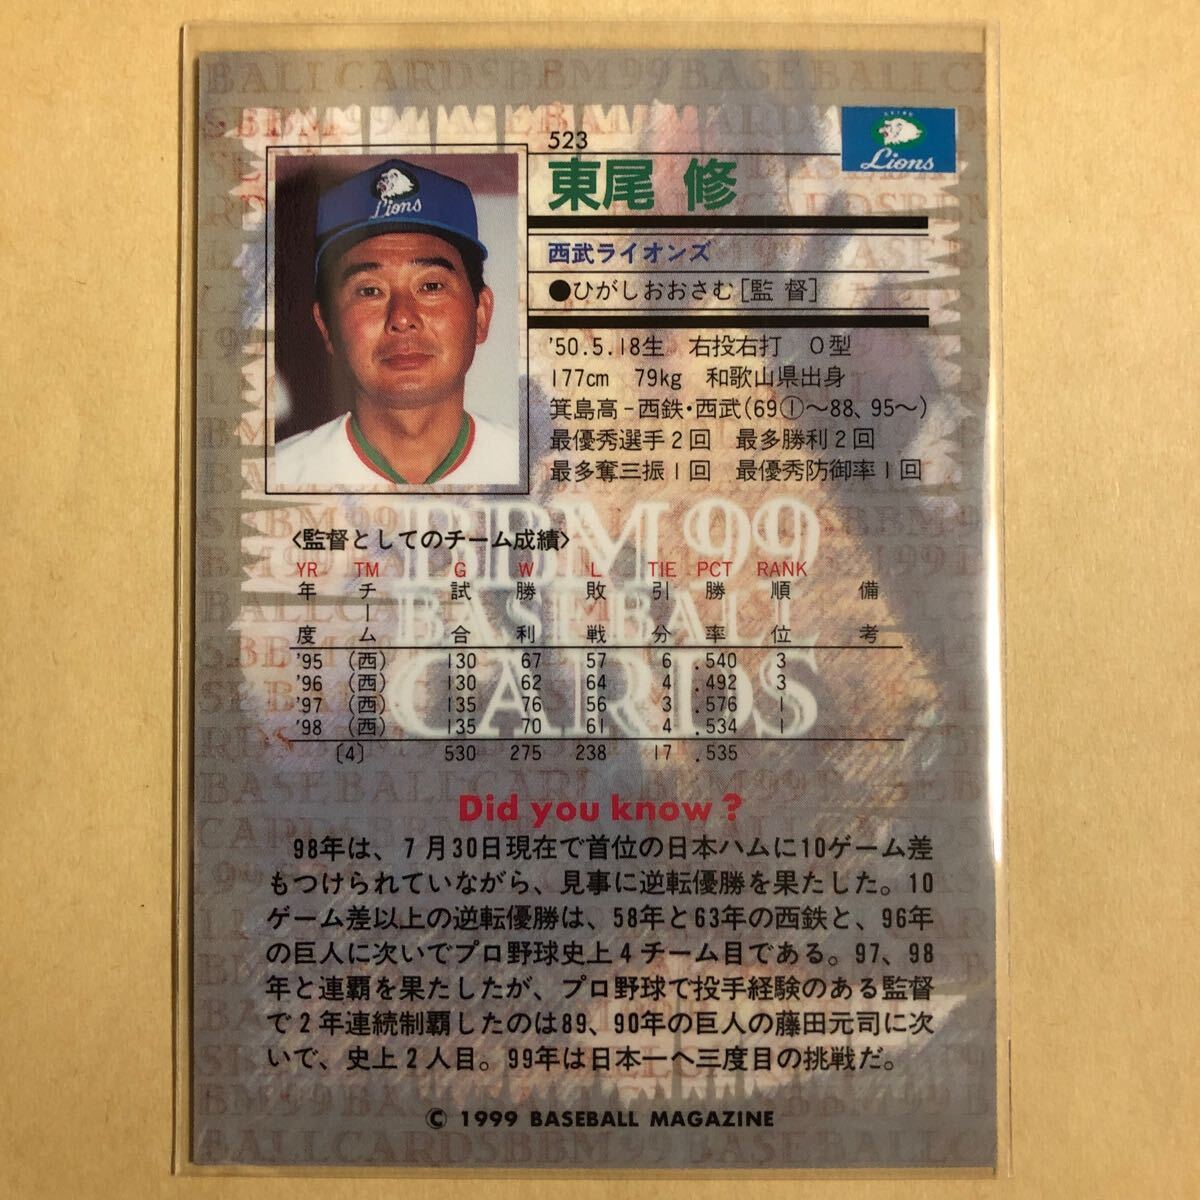 523
東尾 修
Lions
Lions
西武ライオンズ
●ひがしおおさむ[監 督]
'50.5.18生 右投右打 O型
177cm 79kg 和歌山県出身
箕島高-西鉄・西武(69①〜88、95〜)
最優秀選手2回 最多勝利2回
最多奪三振1回 最優秀防御率1回
BBM 99
BASEBALL
CARDS
〈監督としてのチーム成績〉
YR TM G W L TIE PCT RANK
年度 チーム 試合 勝利 敗戦 引分 勝率 順位 備考
'95 (西) 130 67 57 6 .540 3
'96 (西) 130 62 64 4 .492 3
'97 (西) 135 76 56 3 .576 1
'98 (西) 135 70 61 4 .534 1
〔4〕 530 275 238 17 .535
Did you know?
98年は、7月30日現在で首位の日本ハムに10ゲーム差
もつけられていながら、見事に逆転優勝を果たした。10
ゲーム差以上の逆転優勝は、58年と63年の西鉄と、96年
の巨人に次いでプロ野球史上4チーム目である。97、98
年と連覇を果たしたが、プロ野球で投手経験のある監督
で2年連続制覇したのは89、90年の巨人の藤田元司に次
いで、史上2人目。99年は日本一へ三度目の挑戦だ。
© 1999 BASEBALL MAGAZINE